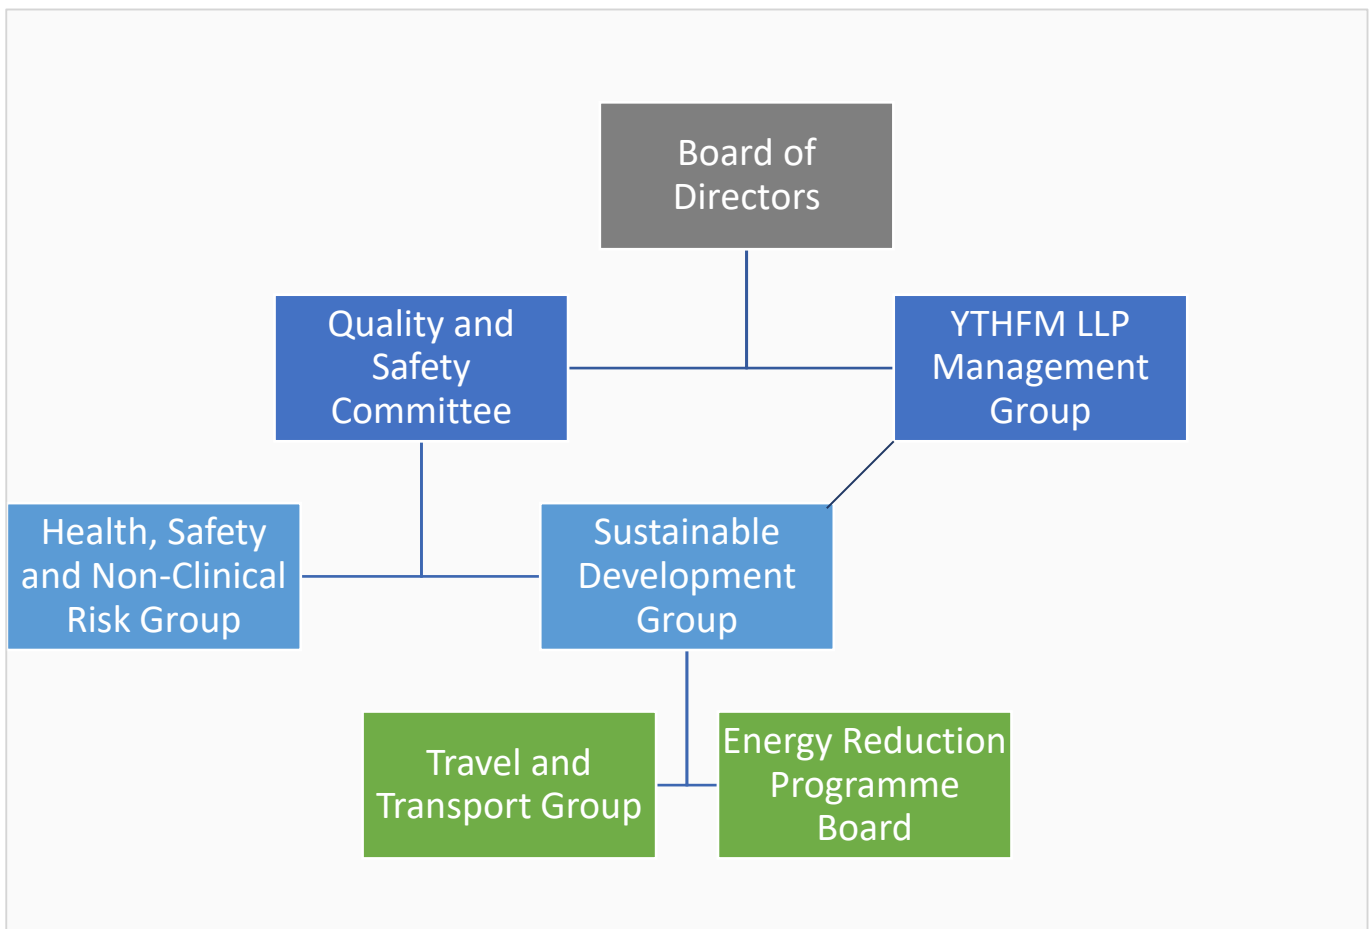 Board of
Directors
Quality and
Safety
Committee
YTHFM LLP
Management
Group
Health, Safety
and Non-Clinical
Risk Group
Sustainable
Development
Group
Travel and
Transport Group
Energy Reduction
Programme
Board